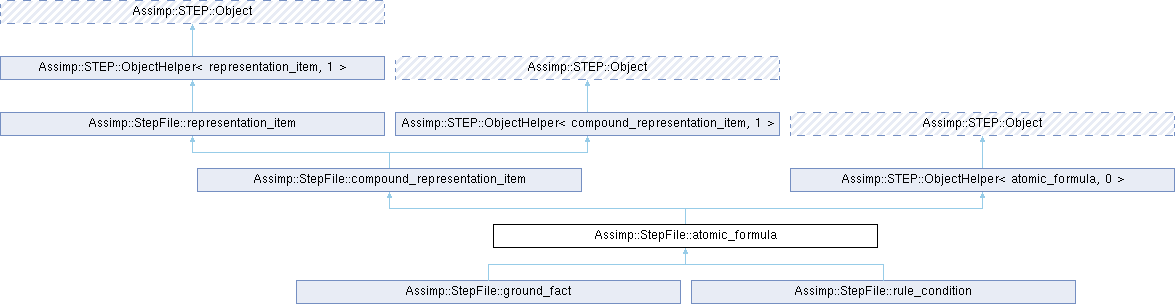 Assimp::STEP::Object
Assimp::STEP::ObjectHelper< representation_item, 1 >
Assimp::STEP::Object
Assimp::StepFile::representation_item
Assimp::STEP::ObjectHelper< compound_representation_item, 1 >
Assimp::STEP::Object
Assimp::StepFile::compound_representation_item
Assimp::STEP::ObjectHelper< atomic_formula, 0 >
Assimp::StepFile::atomic_formula
Assimp::StepFile::ground_fact
Assimp::StepFile::rule_condition